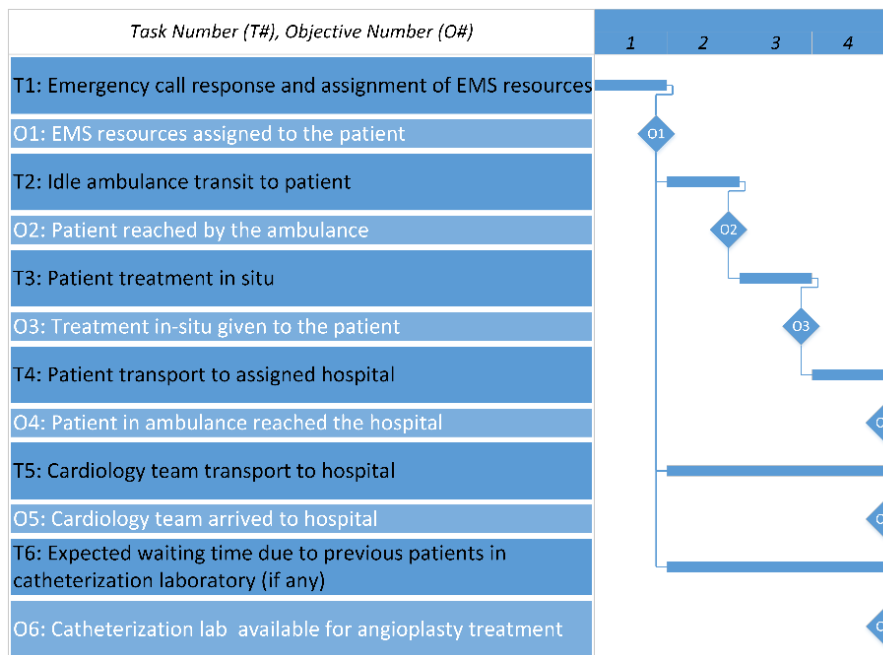 Task Number (T#), Objective Number (O#)
1 2 3 4
T1: Emergency call response and assignment of EMS resources
O1: EMS resources assigned to the patient
O1
T2: Idle ambulance transit to patient
O2: Patient reached by the ambulance
O2
T3: Patient treatment in situ
O3: Treatment in-situ given to the patient
O3
T4: Patient transport to assigned hospital
O4: Patient in ambulance reached the hospital
T5: Cardiology team transport to hospital
O5: Cardiology team arrived to hospital
T6: Expected waiting time due to previous patients in
catheterization laboratory (if any)
O6: Catheterization lab available for angioplasty treatment